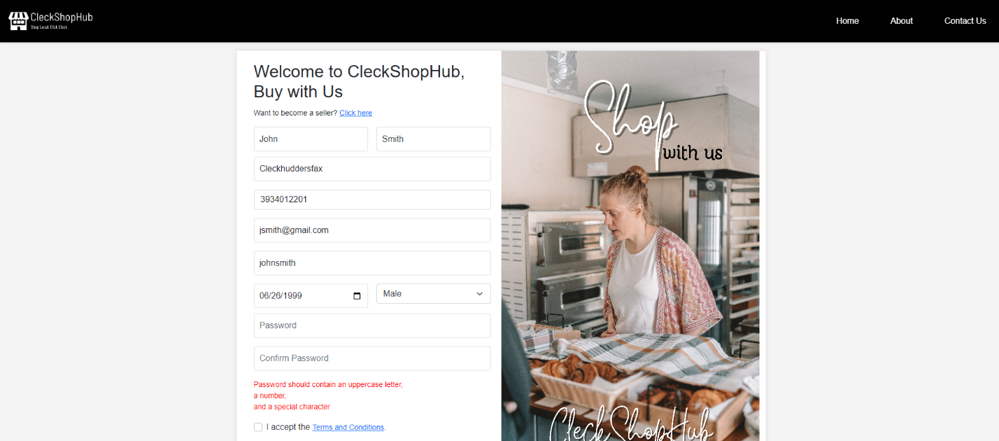 CleckShopHub
Shop Local, Click Cleck
Home
About
Contact Us
Welcome to CleckShopHub,
Buy with Us
Want to become a seller? Click here
John
Smith
Cleckhuddersfax
3934012201
jsmith@gmail.com
johnsmith
06/26/1999
Male
Password
Confirm Password
Password should contain an uppercase letter,
a number,
and a special character
I accept the Terms and Conditions.
Shop
with us
CleckShopHub